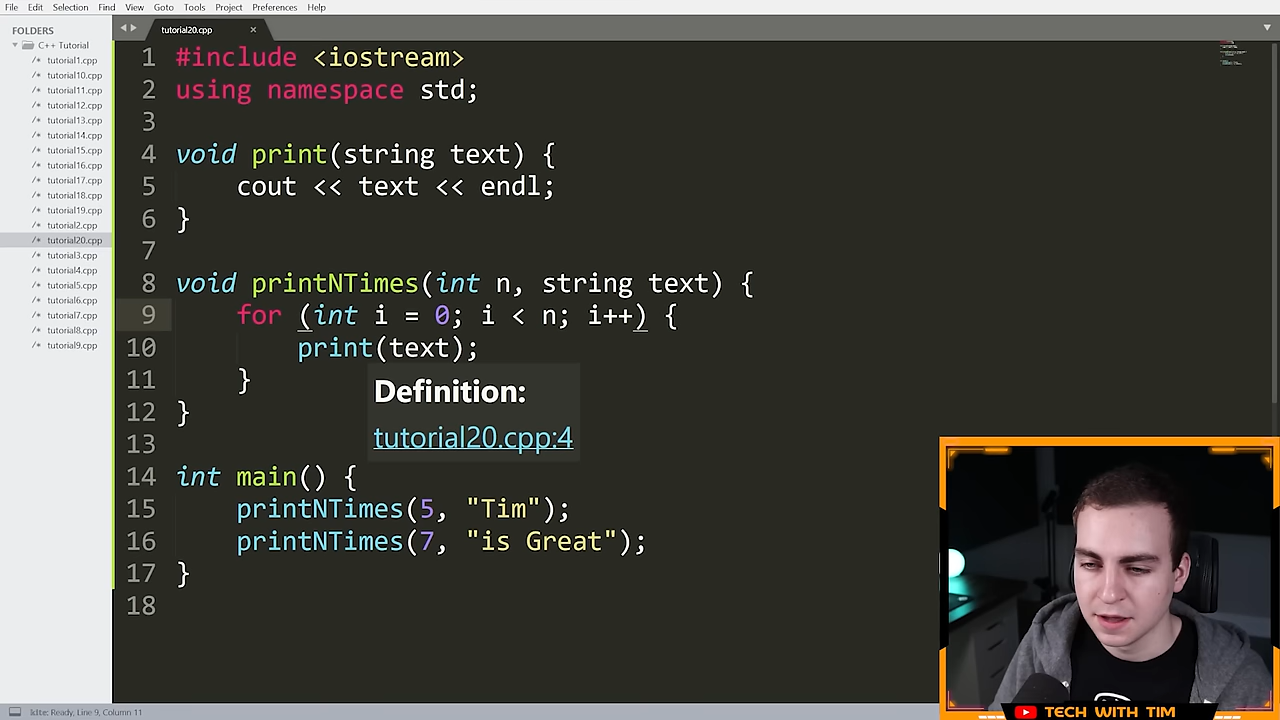 File Edit Selection Find View Goto Tools Project Preferences Help
FOLDERS
C++ Tutorial
/* tutorial1.cpp
/* tutorial10.cpp
/* tutorial11.cpp
/* tutorial12.cpp
/* tutorial13.cpp
/* tutorial14.cpp
/* tutorial15.cpp
/* tutorial16.cpp
/* tutorial17.cpp
/* tutorial18.cpp
/* tutorial19.cpp
/* tutorial2.cpp
/* tutorial20.cpp
/* tutorial3.cpp
/* tutorial4.cpp
/* tutorial5.cpp
/* tutorial6.cpp
/* tutorial7.cpp
/* tutorial8.cpp
/* tutorial9.cpp
tutorial20.cpp ×
1 #include <iostream>
2 using namespace std;
3
4 void print(string text) {
5 cout << text << endl;
6 }
7
8 void printNTimes(int n, string text) {
9 for (int i = 0; i < n; i++) {
10 print(text);
11 }
12 }
13
14 int main() {
15 printNTimes(5, "Tim");
16 printNTimes(7, "is Great");
17 }
18
Definition:
tutorial20.cpp:4
Ready, Line 9, Column 11
TECH WITH TIM